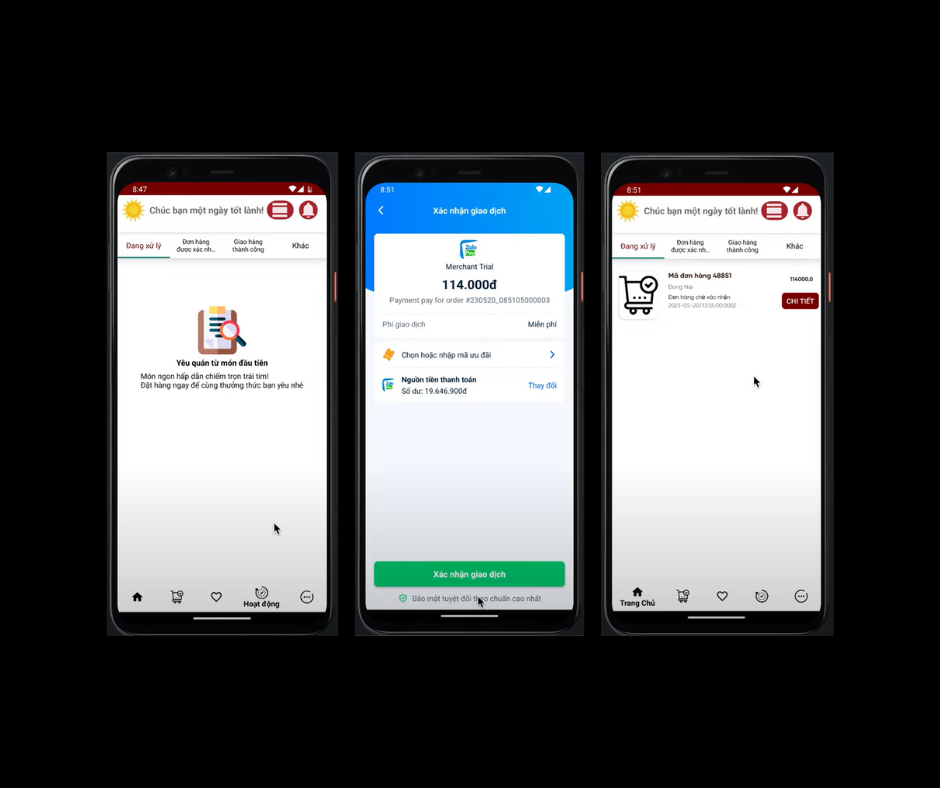 8:47
Chúc bạn một ngày tốt lành!
Đang xử lý
Đơn hàng
được xác nh...
Giao hàng
thành công
Khác
Yêu quán từ món đầu tiên
Món ngon hấp dẫn chiếm trọn trái tim!
Đặt hàng ngay để cùng thưởng thức bạn yêu nhé
Hoạt động
8:51
Xác nhận giao dịch
Zalo
Pay
Merchant Trial
114.000đ
Payment pay for order #230520_085105000003
Phí giao dịch
Miễn phí
Chọn hoặc nhập mã ưu đãi
Nguồn tiền thanh toán
Số dư: 19.646.900đ
Thay đổi
Xác nhận giao dịch
Bảo mật tuyệt đối theo chuẩn cao nhất
8:51
Chúc bạn một ngày tốt lành!
Đang xử lý
Đơn hàng
được xác nh...
Giao hàng
thành công
Khác
Mã đơn hàng 48851
114000.0
Dong Nai
Đơn hàng chờ xác nhận
CHI TIẾT
Trang Chủ